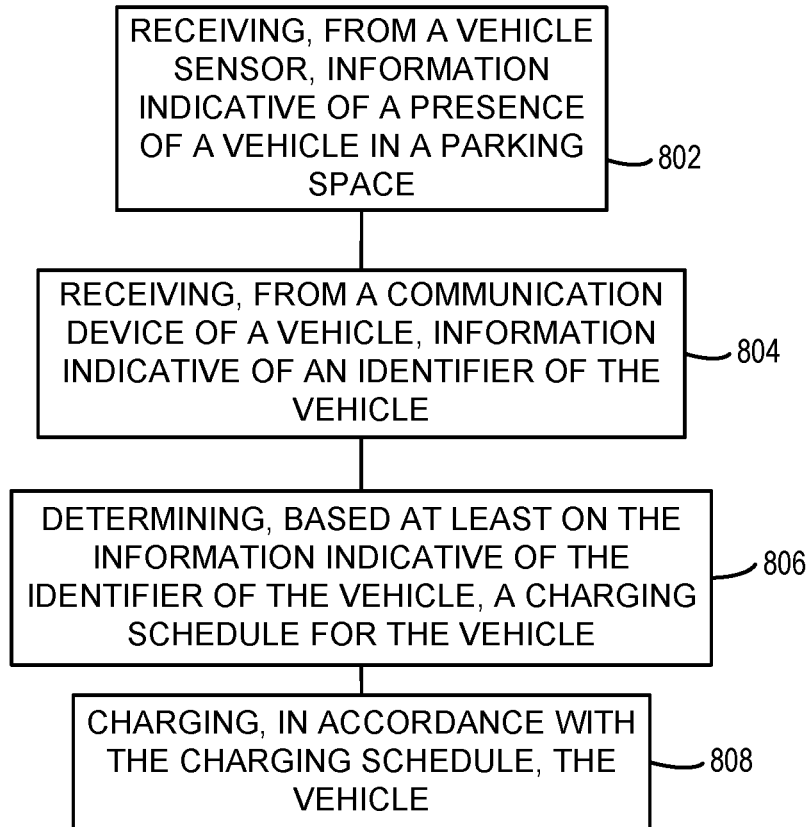 RECEIVING, FROM A VEHICLE
SENSOR, INFORMATION
INDICATIVE OF A PRESENCE
OF A VEHICLE IN A PARKING
SPACE
802
RECEIVING, FROM A COMMUNICATION
DEVICE OF A VEHICLE, INFORMATION
INDICATIVE OF AN IDENTIFIER OF THE
VEHICLE
804
DETERMINING, BASED AT LEAST ON THE
INFORMATION INDICATIVE OF THE
IDENTIFIER OF THE VEHICLE, A CHARGING
SCHEDULE FOR THE VEHICLE
806
CHARGING, IN ACCORDANCE WITH
THE CHARGING SCHEDULE, THE
VEHICLE
808